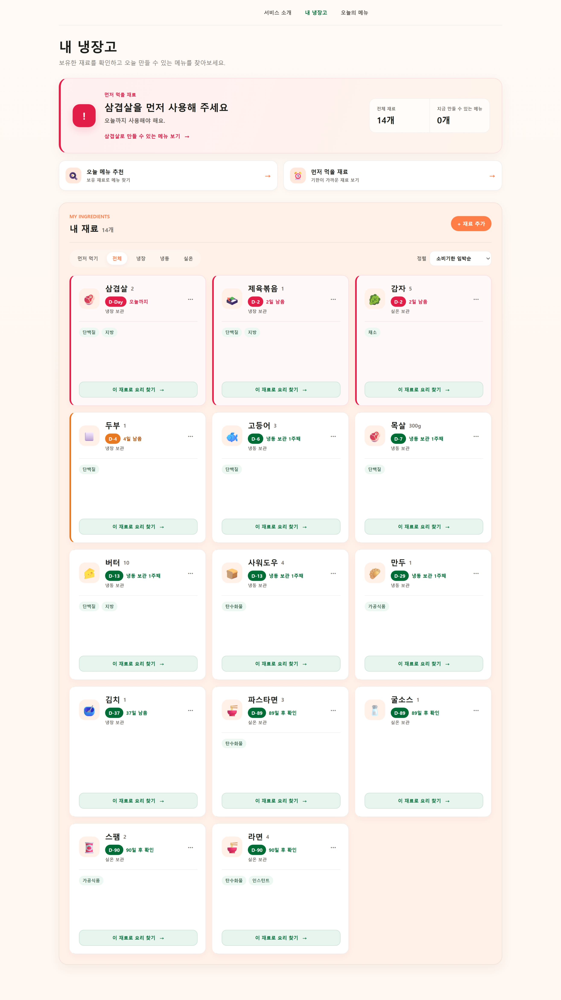 서비스 소개 내 냉장고 오늘의 메뉴
내 냉장고
보유한 재료를 확인하고 오늘 만들 수 있는 메뉴를 찾아보세요.
먼저 먹을 재료
삼겹살을 먼저 사용해 주세요
오늘까지 사용해야 해요.
삼겹살로 만들 수 있는 메뉴 보기 →
!
전체 재료
14개
지금 만들 수 있는 메뉴
0개
오늘 메뉴 추천
보유 재료로 메뉴 찾기
→
먼저 먹을 재료
기한이 가까운 재료 보기
→
MY INGREDIENTS
내 재료 14개
+ 재료 추가
먼저 먹기 전체 냉장 냉동 실온
정렬 소비기한 임박순
삼겹살 2
D-Day 오늘까지
냉장 보관
단백질 지방
이 재료로 요리 찾기 →
제육볶음 1
D-2 2일 남음
냉장 보관
단백질 지방
이 재료로 요리 찾기 →
감자 5
D-2 2일 남음
실온 보관
채소
이 재료로 요리 찾기 →
두부 1
D-4 4일 남음
냉장 보관
단백질
이 재료로 요리 찾기 →
고등어 3
D-6 냉동 보관 1주째
냉동 보관
단백질
이 재료로 요리 찾기 →
목살 300g
D-7 냉동 보관 1주째
냉동 보관
단백질
이 재료로 요리 찾기 →
버터 10
D-13 냉동 보관 1주째
냉동 보관
단백질 지방
이 재료로 요리 찾기 →
사워도우 4
D-13 냉동 보관 1주째
냉동 보관
탄수화물
이 재료로 요리 찾기 →
만두 1
D-29 냉동 보관 1주째
냉동 보관
가공식품
이 재료로 요리 찾기 →
김치 1
D-37 37일 남음
냉장 보관
이 재료로 요리 찾기 →
파스타면 3
D-89 89일 후 확인
실온 보관
탄수화물
이 재료로 요리 찾기 →
굴소스 1
D-89 89일 후 확인
실온 보관
이 재료로 요리 찾기 →
스팸 2
D-90 90일 후 확인
실온 보관
가공식품
이 재료로 요리 찾기 →
라면 4
D-90 90일 후 확인
실온 보관
탄수화물 인스턴트
이 재료로 요리 찾기 →